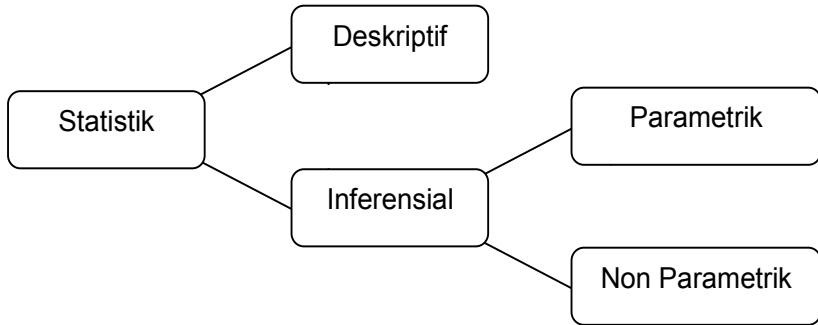 Deskriptif
Statistik
Parametrik
Inferensial
Non Parametrik